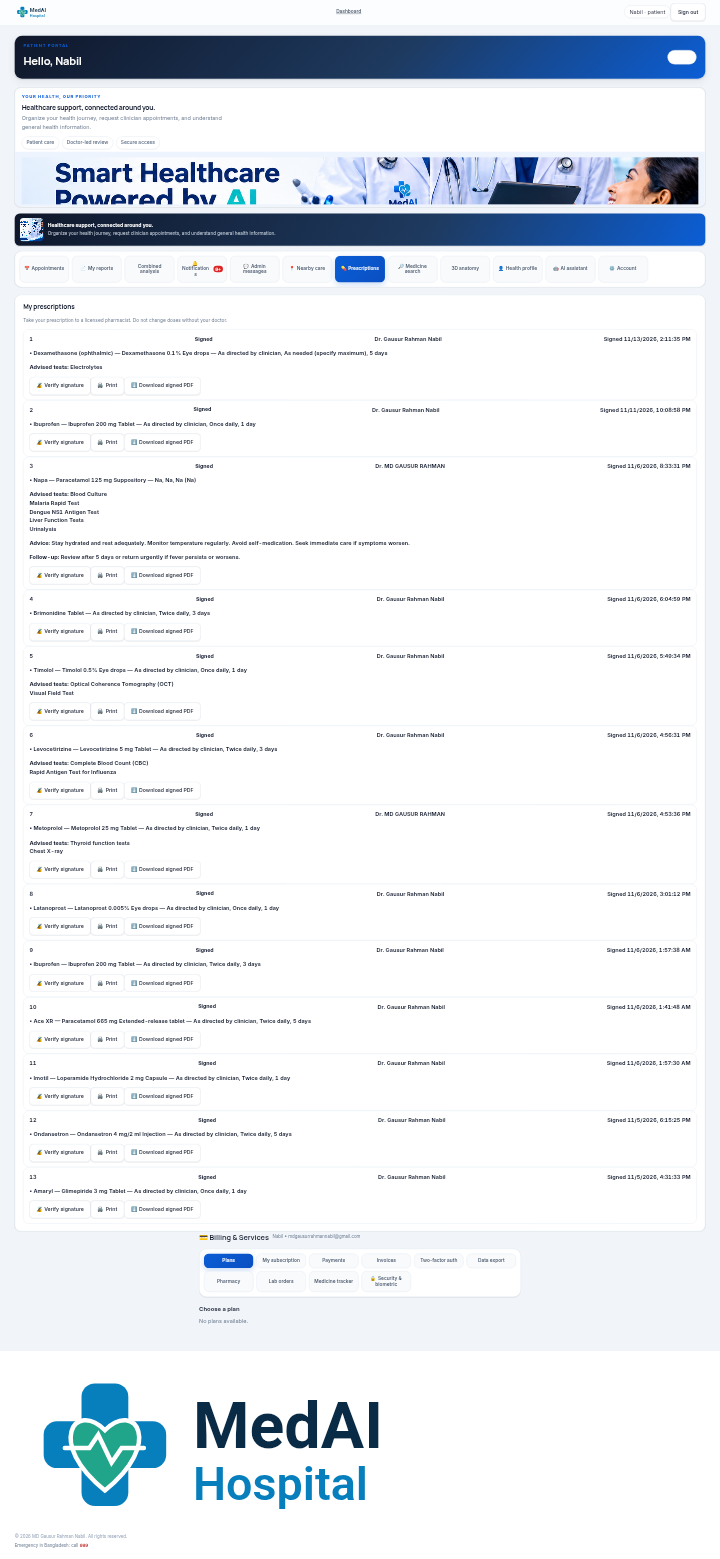 MedAI
Hospital
Dashboard
Nabil · patient
Sign out
PATIENT PORTAL
Hello, Nabil
YOUR HEALTH, OUR PRIORITY
Healthcare support, connected around you.
Organize your health journey, request clinician appointments, and understand
general health information.
Patient care
Doctor-led review
Secure access
Smart Healthcare
Powered by AI
MedAI
Healthcare support, connected around you.
Organize your health journey, request clinician appointments, and understand general health information.
📅 Appointments
My reports
Combined
analysis
🔔
Notification
s
9+
💬 Admin
messages
📍 Nearby care
💊 Prescriptions
🔎 Medicine
search
3D anatomy
👤 Health profile
🤖 AI assistant
⚙️ Account
My prescriptions
Take your prescription to a licensed pharmacist. Do not change doses without your doctor.
1 Signed Dr. Gausur Rahman Nabil Signed 11/13/2026, 2:11:35 PM
• Dexamethasone (ophthalmic) — Dexamethasone 0.1% Eye drops — As directed by clinician, As needed (specify maximum), 5 days
Advised tests: Electrolytes
Verify signature Print Download signed PDF
2 Signed Dr. Gausur Rahman Nabil Signed 11/11/2026, 10:08:58 PM
• Ibuprofen — Ibuprofen 200 mg Tablet — As directed by clinician, Once daily, 1 day
Verify signature Print Download signed PDF
3 Signed Dr. MD GAUSUR RAHMAN Signed 11/6/2026, 8:33:31 PM
• Napa — Paracetamol 125 mg Suppository — Na, Na, Na (Na)
Advised tests: Blood Culture
Malaria Rapid Test
Dengue NS1 Antigen Test
Liver Function Tests
Urinalysis
Advice: Stay hydrated and rest adequately. Monitor temperature regularly. Avoid self-medication. Seek immediate care if symptoms worsen.
Follow-up: Review after 5 days or return urgently if fever persists or worsens.
Verify signature Print Download signed PDF
4 Signed Dr. Gausur Rahman Nabil Signed 11/6/2026, 6:04:59 PM
• Brimonidine Tablet — As directed by clinician, Twice daily, 3 days
Verify signature Print Download signed PDF
5 Signed Dr. Gausur Rahman Nabil Signed 11/6/2026, 5:49:34 PM
• Timolol — Timolol 0.5% Eye drops — As directed by clinician, Once daily, 1 day
Advised tests: Optical Coherence Tomography (OCT)
Visual Field Test
Verify signature Print Download signed PDF
6 Signed Dr. Gausur Rahman Nabil Signed 11/6/2026, 4:56:31 PM
• Levocetirizine — Levocetirizine 5 mg Tablet — As directed by clinician, Twice daily, 3 days
Advised tests: Complete Blood Count (CBC)
Rapid Antigen Test for Influenza
Verify signature Print Download signed PDF
7 Signed Dr. MD GAUSUR RAHMAN Signed 11/6/2026, 4:53:36 PM
• Metoprolol — Metoprolol 25 mg Tablet — As directed by clinician, Twice daily, 1 day
Advised tests: Thyroid function tests
Chest X-ray
Verify signature Print Download signed PDF
8 Signed Dr. Gausur Rahman Nabil Signed 11/6/2026, 3:01:12 PM
• Latanoprost — Latanoprost 0.005% Eye drops — As directed by clinician, Once daily, 1 day
Verify signature Print Download signed PDF
9 Signed Dr. Gausur Rahman Nabil Signed 11/6/2026, 1:57:38 AM
• Ibuprofen — Ibuprofen 200 mg Tablet — As directed by clinician, Twice daily, 3 days
Verify signature Print Download signed PDF
10 Signed Dr. Gausur Rahman Nabil Signed 11/6/2026, 1:41:48 AM
• Ace XR — Paracetamol 665 mg Extended-release tablet — As directed by clinician, Twice daily, 5 days
Verify signature Print Download signed PDF
11 Signed Dr. Gausur Rahman Nabil Signed 11/6/2026, 1:57:30 AM
• Imotil — Loperamide Hydrochloride 2 mg Capsule — As directed by clinician, Twice daily, 1 day
Verify signature Print Download signed PDF
12 Signed Dr. Gausur Rahman Nabil Signed 11/5/2026, 6:15:25 PM
• Ondansetron — Ondansetron 4 mg/2 ml Injection — As directed by clinician, Twice daily, 5 days
Verify signature Print Download signed PDF
13 Signed Dr. Gausur Rahman Nabil Signed 11/5/2026, 4:31:33 PM
• Amaryl — Glimepiride 3 mg Tablet — As directed by clinician, Once daily, 1 day
Verify signature Print Download signed PDF
💳 Billing & Services Nabil • mdgausurrahmannabil@gmail.com
Plans
My subscription
Payments
Invoices
Two-factor auth
Data export
Pharmacy
Lab orders
Medicine tracker
🔒 Security &
biometric
Choose a plan
No plans available.
MedAI
Hospital
© 2026 MD Gausur Rahman Nabil. All rights reserved.
Emergency in Bangladesh: call 999